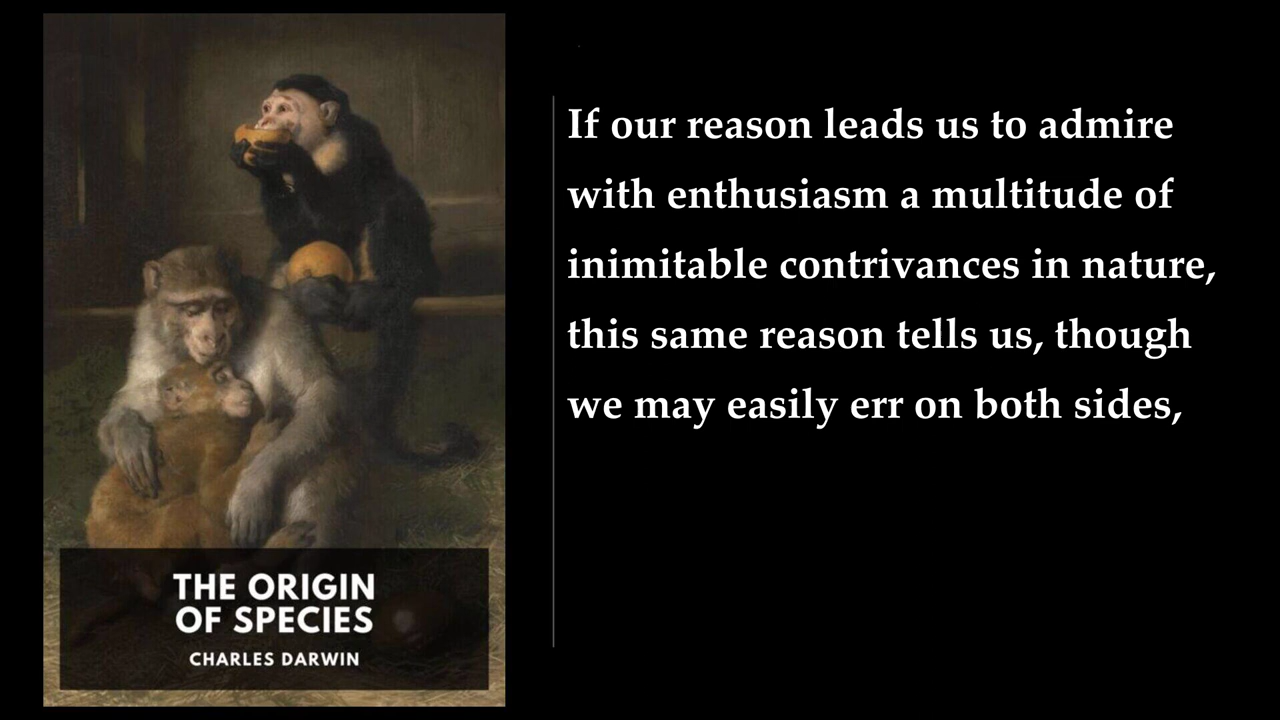 THE ORIGIN
OF SPECIES
CHARLES DARWIN
If our reason leads us to admire
with enthusiasm a multitude of
inimitable contrivances in nature,
this same reason tells us, though
we may easily err on both sides,